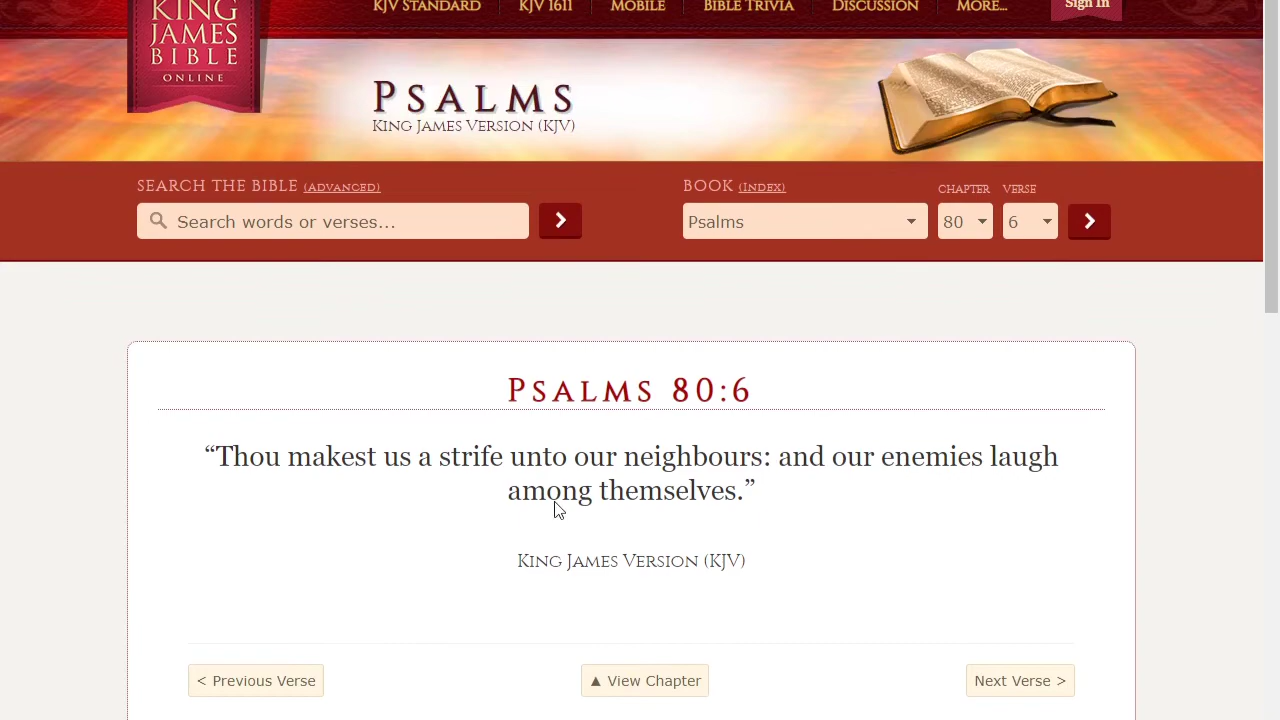 KJV Standard KJV 1611 Mobile Bible Trivia Discussion More... Sign In
KING
JAMES
BIBLE
ONLINE
Psalms
King James Version (KJV)
SEARCH THE BIBLE (Advanced)
BOOK (Index) CHAPTER VERSE
Search words or verses...
Psalms 80 6
Psalms 80:6
“Thou makest us a strife unto our neighbours: and our enemies laugh
among themselves.”
King James Version (KJV)
< Previous Verse ▲ View Chapter Next Verse >